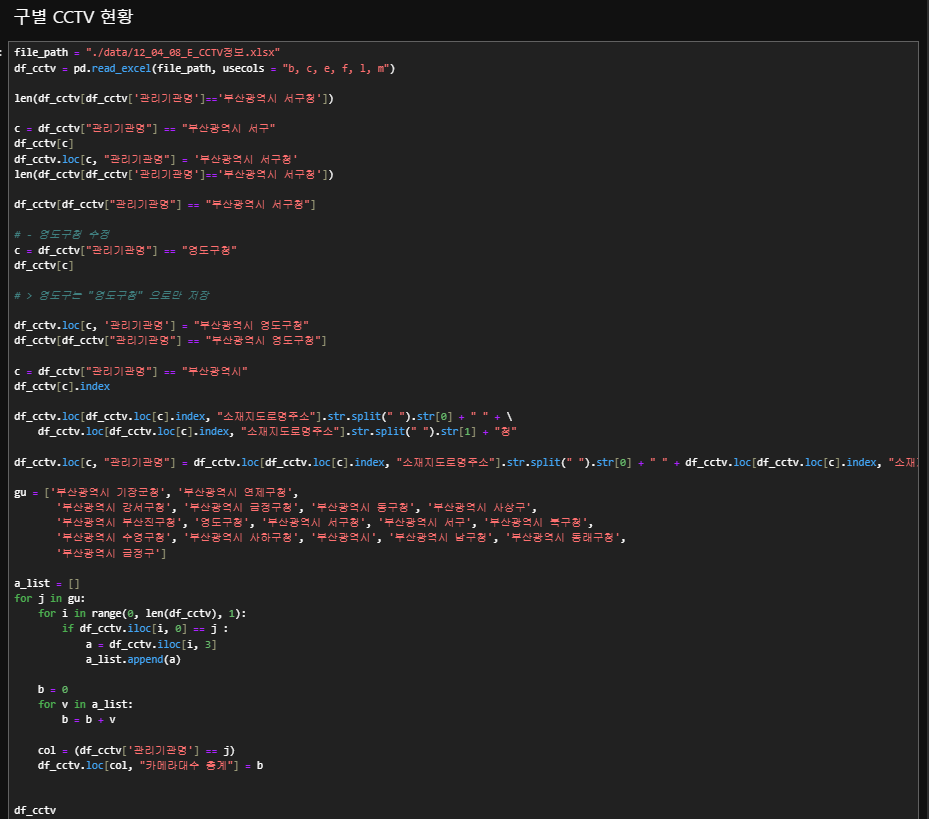 구별 CCTV 현황
file_path = "./data/12_04_08_E_CCTV정보.xlsx"
df_cctv = pd.read_excel(file_path, usecols = "b, c, e, f, l, m")
len(df_cctv[df_cctv['관리기관명']=='부산광역시 서구청'])
c = df_cctv["관리기관명"] == "부산광역시 서구"
df_cctv[c]
df_cctv.loc[c, "관리기관명"] = '부산광역시 서구청'
len(df_cctv[df_cctv['관리기관명']=='부산광역시 서구청'])
df_cctv[df_cctv["관리기관명"] == "부산광역시 서구청"]
# - 영도구청 수정
c = df_cctv["관리기관명"] == "영도구청"
df_cctv[c]
# > 영도구는 "영도구청" 으로만 저장
df_cctv.loc[c, '관리기관명'] = "부산광역시 영도구청"
df_cctv[df_cctv["관리기관명"] == "부산광역시 영도구청"]
c = df_cctv["관리기관명"] == "부산광역시"
df_cctv[c].index
df_cctv.loc[df_cctv.loc[c].index, "소재지도로명주소"].str.split(" ").str[0] + " " + \
    df_cctv.loc[df_cctv.loc[c].index, "소재지도로명주소"].str.split(" ").str[1] + "청"
df_cctv.loc[c, "관리기관명"] = df_cctv.loc[df_cctv.loc[c].index, "소재지도로명주소"].str.split(" ").str[0] + " " + df_cctv.loc[df_cctv.loc[c].index, "소재
gu = ['부산광역시 기장군청', '부산광역시 연제구청',
      '부산광역시 강서구청', '부산광역시 금정구청', '부산광역시 동구청', '부산광역시 사상구',
      '부산광역시 부산진구청', '영도구청', '부산광역시 서구청', '부산광역시 서구', '부산광역시 북구청',
      '부산광역시 수영구청', '부산광역시 사하구청', '부산광역시', '부산광역시 남구청', '부산광역시 동래구청',
      '부산광역시 금정구']
a_list = []
for j in gu:
    for i in range(0, len(df_cctv), 1):
        if df_cctv.iloc[i, 0] == j :
            a = df_cctv.iloc[i, 3]
            a_list.append(a)
    b = 0
    for v in a_list:
        b = b + v
    col = (df_cctv['관리기관명'] == j)
    df_cctv.loc[col, "카메라대수 총계"] = b
df_cctv